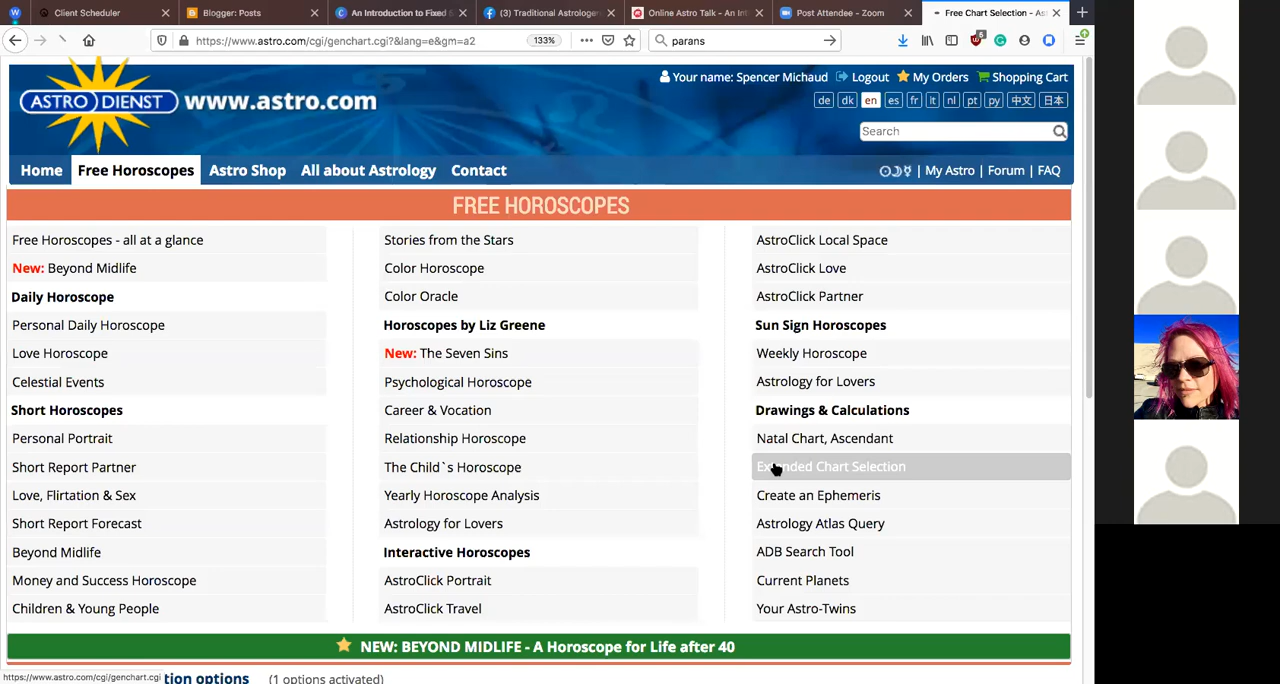 Client Scheduler
Blogger: Posts
An Introduction to Fixed
(3) Traditional Astrologer
Online Astro Talk - An Int
Post Attendee - Zoom
Free Chart Selection - As
https://www.astro.com/cgi/genchart.cgi?&lang=e&gm=a2
133%
parans
6
ASTRO DIENST www.astro.com
Your name: Spencer Michaud Logout My Orders Shopping Cart
de dk en es fr it nl pt py 中文 日本
Search
Home Free Horoscopes Astro Shop All about Astrology Contact
| My Astro | Forum | FAQ
FREE HOROSCOPES
Free Horoscopes - all at a glance
New: Beyond Midlife
Daily Horoscope
Personal Daily Horoscope
Love Horoscope
Celestial Events
Short Horoscopes
Personal Portrait
Short Report Partner
Love, Flirtation & Sex
Short Report Forecast
Beyond Midlife
Money and Success Horoscope
Children & Young People
Stories from the Stars
Color Horoscope
Color Oracle
Horoscopes by Liz Greene
New: The Seven Sins
Psychological Horoscope
Career & Vocation
Relationship Horoscope
The Child`s Horoscope
Yearly Horoscope Analysis
Astrology for Lovers
Interactive Horoscopes
AstroClick Portrait
AstroClick Travel
AstroClick Local Space
AstroClick Love
AstroClick Partner
Sun Sign Horoscopes
Weekly Horoscope
Astrology for Lovers
Drawings & Calculations
Natal Chart, Ascendant
Extended Chart Selection
Create an Ephemeris
Astrology Atlas Query
ADB Search Tool
Current Planets
Your Astro-Twins
NEW: BEYOND MIDLIFE - A Horoscope for Life after 40
https://www.astro.com/cgi/genchart.cgi
tion options (1 options activated)